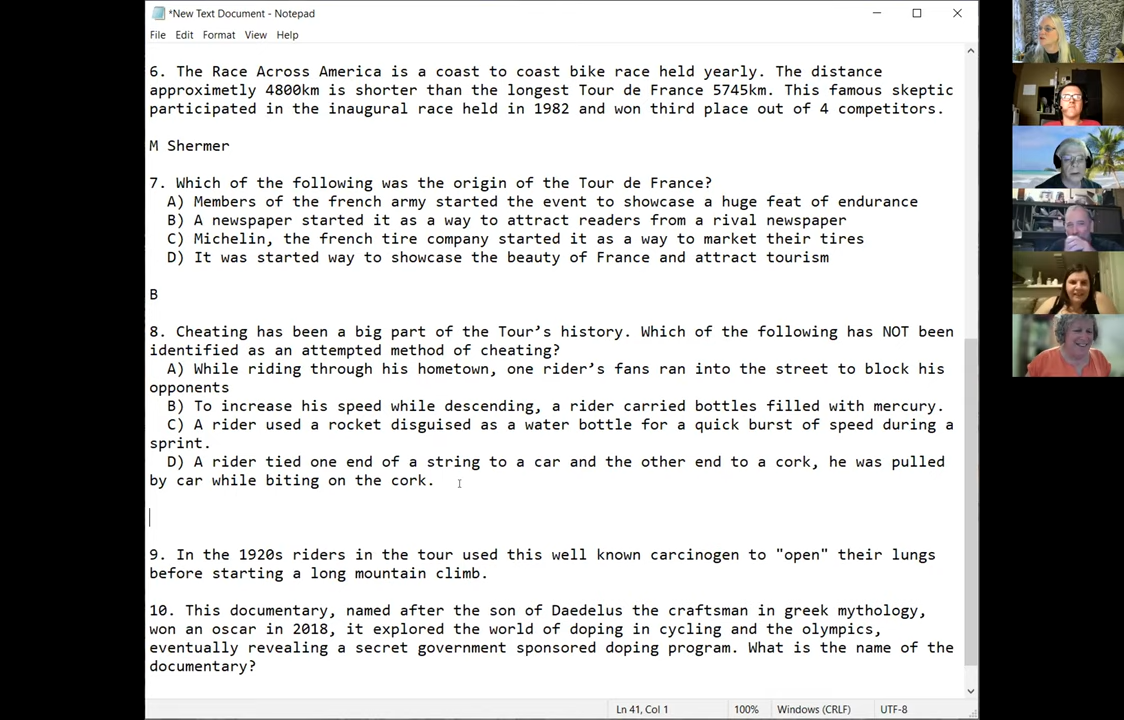 *New Text Document - Notepad
File Edit Format View Help
6. The Race Across America is a coast to coast bike race held yearly. The distance
approximetly 4800km is shorter than the longest Tour de France 5745km. This famous skeptic
participated in the inaugural race held in 1982 and won third place out of 4 competitors.
M Shermer
7. Which of the following was the origin of the Tour de France?
A) Members of the french army started the event to showcase a huge feat of endurance
B) A newspaper started it as a way to attract readers from a rival newspaper
C) Michelin, the french tire company started it as a way to market their tires
D) It was started way to showcase the beauty of France and attract tourism
B
8. Cheating has been a big part of the Tour’s history. Which of the following has NOT been
identified as an attempted method of cheating?
A) While riding through his hometown, one rider’s fans ran into the street to block his
opponents
B) To increase his speed while descending, a rider carried bottles filled with mercury.
C) A rider used a rocket disguised as a water bottle for a quick burst of speed during a
sprint.
D) A rider tied one end of a string to a car and the other end to a cork, he was pulled
by car while biting on the cork.
9. In the 1920s riders in the tour used this well known carcinogen to "open" their lungs
before starting a long mountain climb.
10. This documentary, named after the son of Daedelus the craftsman in greek mythology,
won an oscar in 2018, it explored the world of doping in cycling and the olympics,
eventually revealing a secret government sponsored doping program. What is the name of the
documentary?
Ln 41, Col 1 100% Windows (CRLF) UTF-8